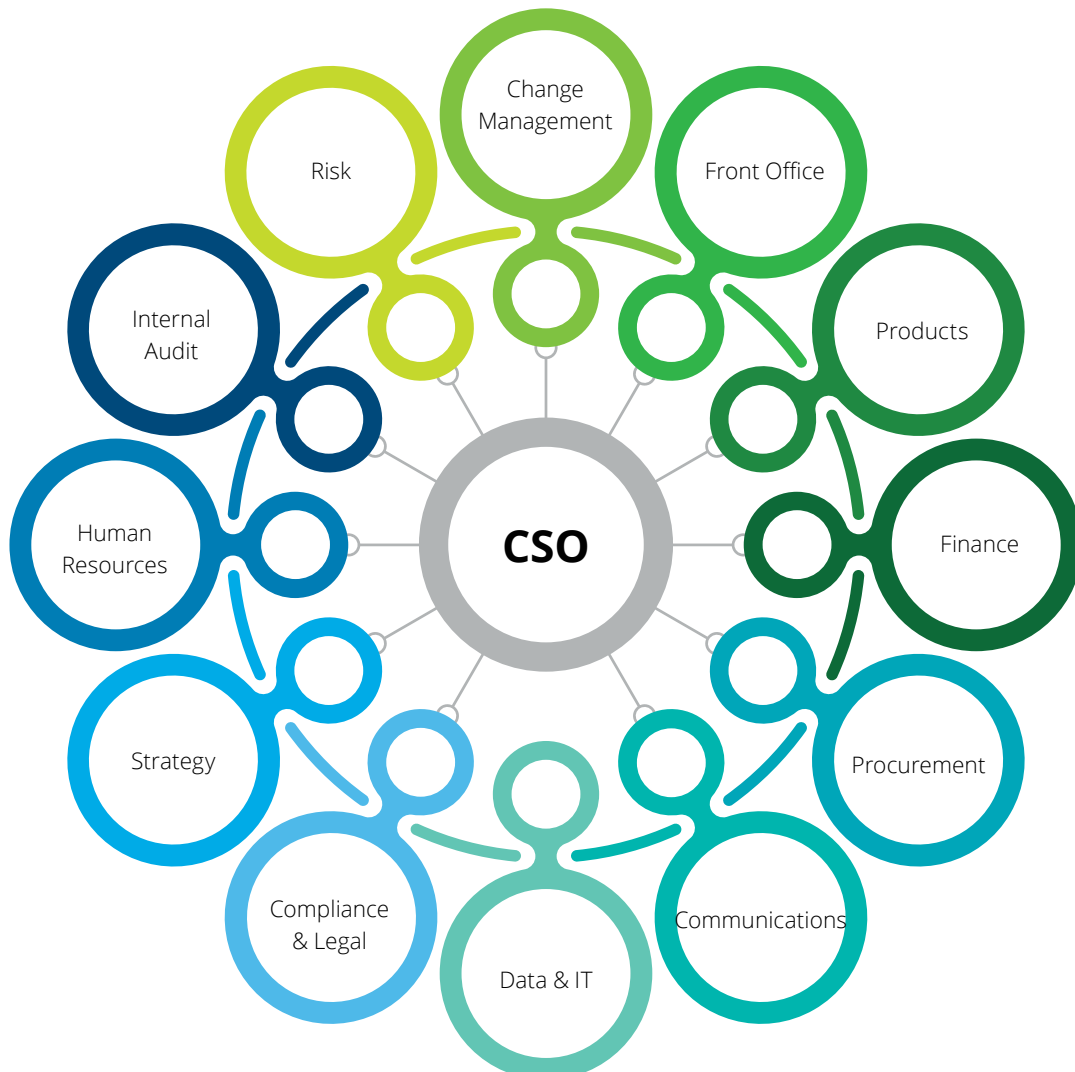 Change
Management
Front Office
Products
Finance
Procurement
Communications
Data & IT
Compliance
& Legal
Strategy
Human
Resources
Internal
Audit
Risk
CSO